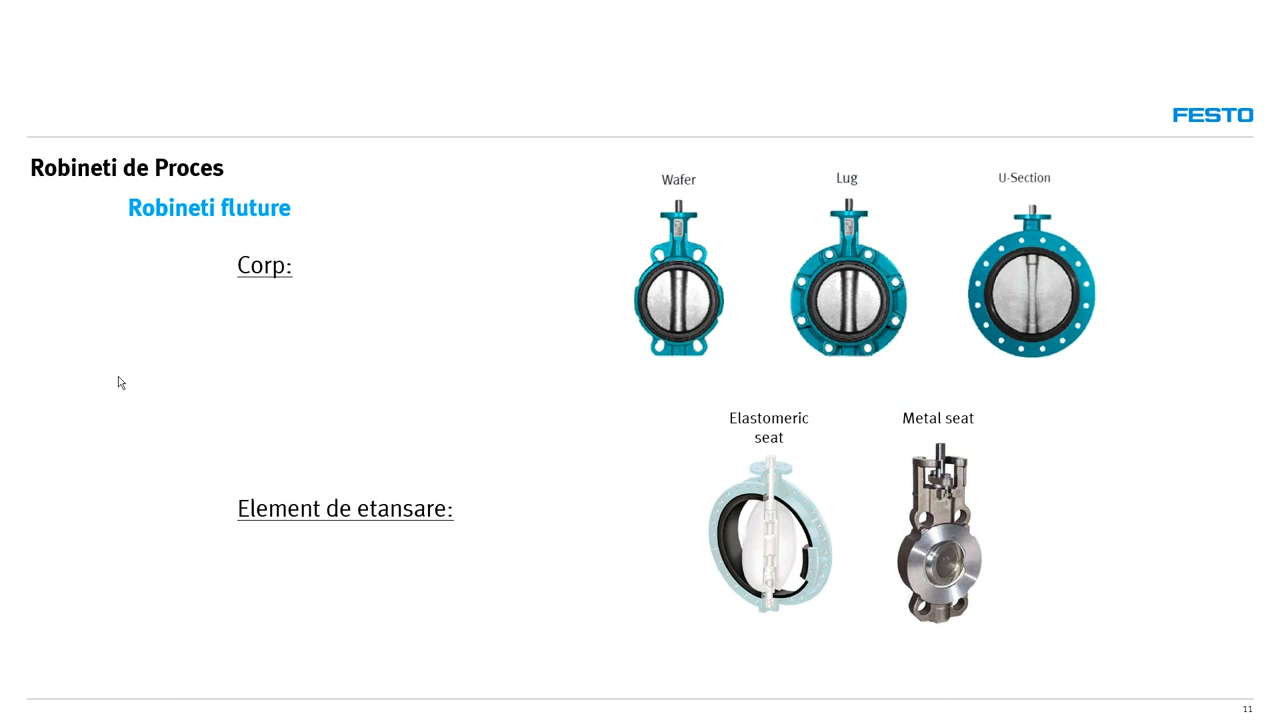 FESTO
Robineti de Proces
Robineti fluture
Corp:
Wafer
Lug
U-Section
Elastomeric
seat
Metal seat
Element de etansare:
11